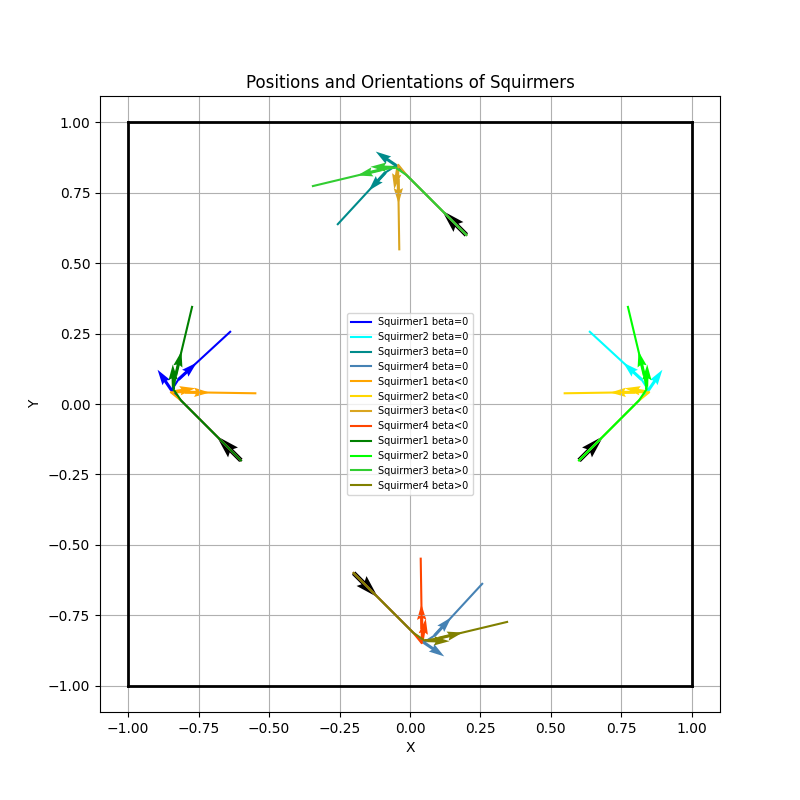 Positions and Orientations of Squirmers
1.00
0.75
0.50
0.25
0.00
−0.25
−0.50
−0.75
−1.00
Y
Squirmer1 beta=0
Squirmer2 beta=0
Squirmer3 beta=0
Squirmer4 beta=0
Squirmer1 beta<0
Squirmer2 beta<0
Squirmer3 beta<0
Squirmer4 beta<0
Squirmer1 beta>0
Squirmer2 beta>0
Squirmer3 beta>0
Squirmer4 beta>0
−1.00 −0.75 −0.50 −0.25 0.00 0.25 0.50 0.75 1.00
X